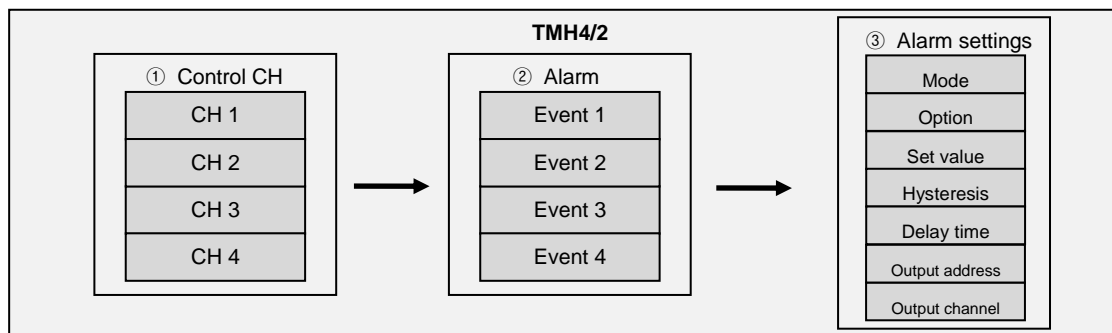 TMH4/2
① Control CH
CH 1
CH 2
CH 3
CH 4
② Alarm
Event 1
Event 2
Event 3
Event 4
③ Alarm settings
Mode
Option
Set value
Hysteresis
Delay time
Output address
Output channel